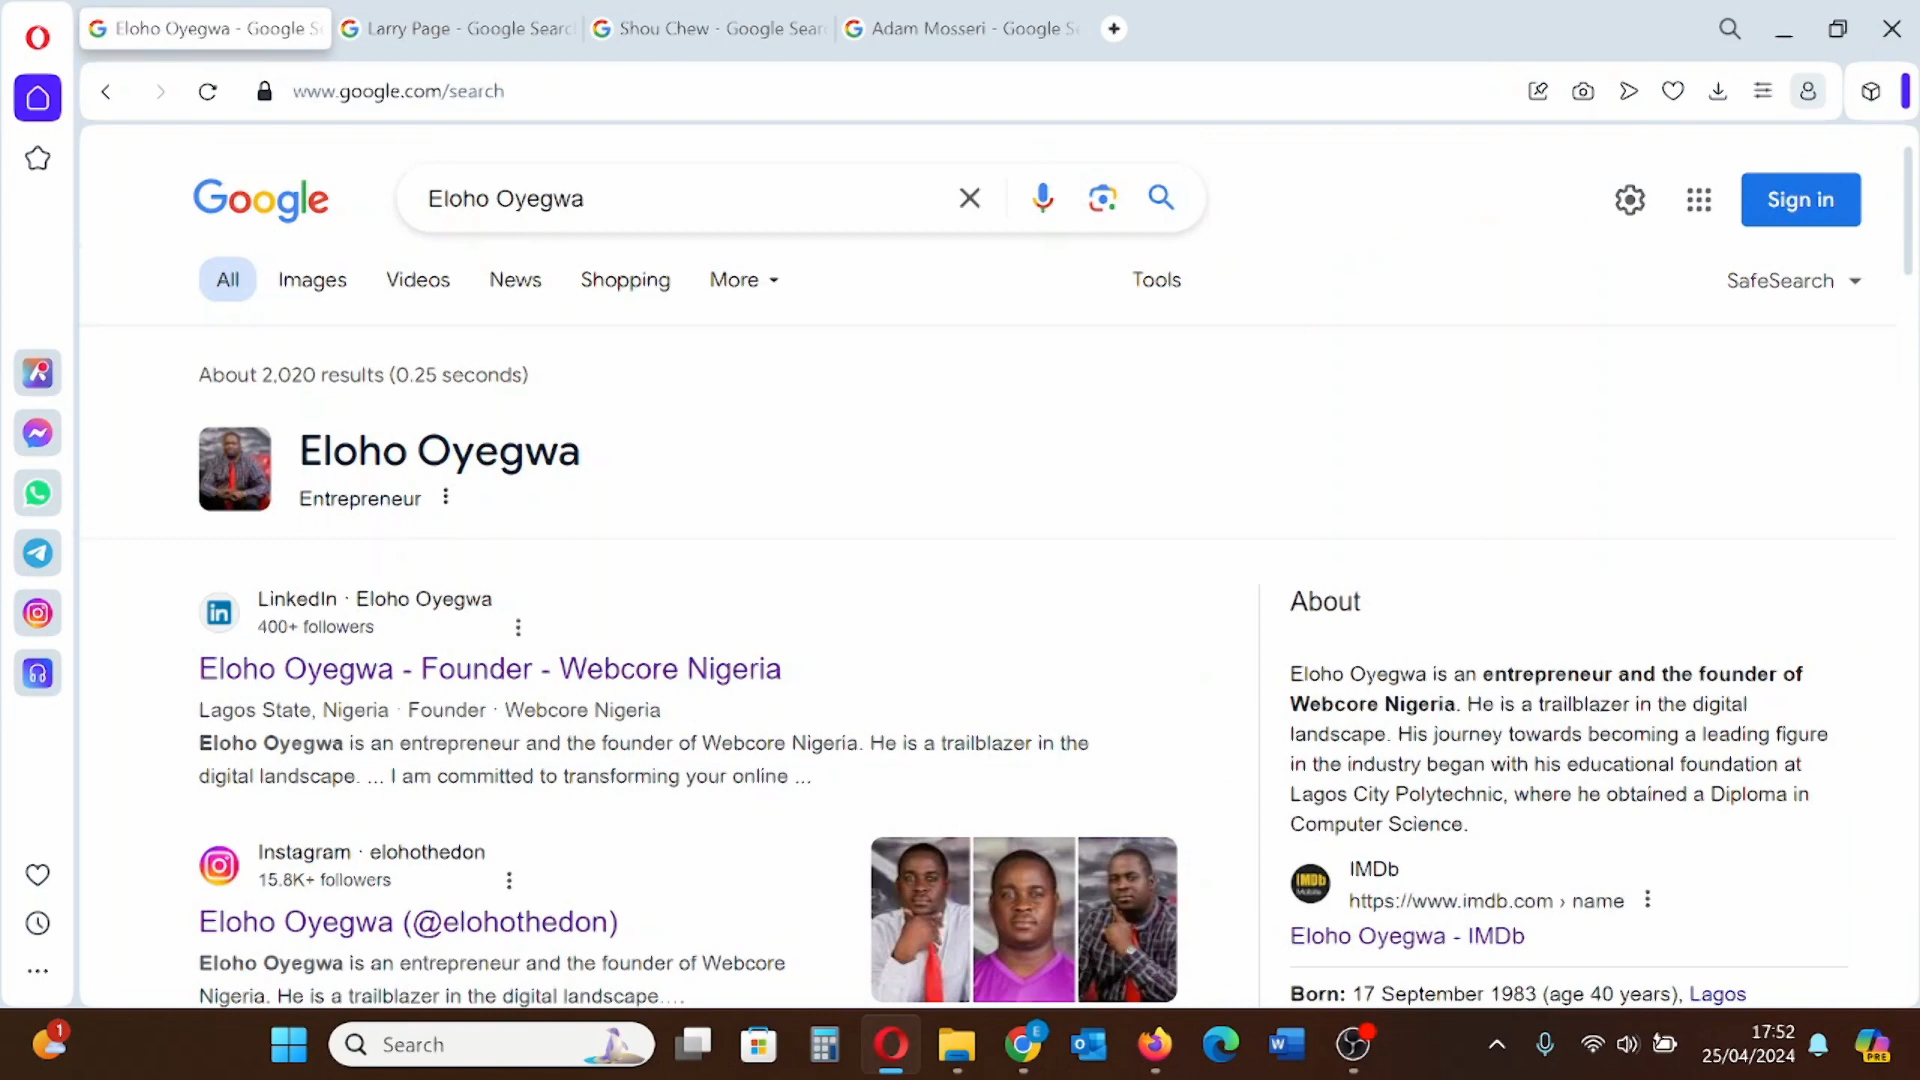 Eloho Oyegwa - Google S
Larry Page - Google Searc
Shou Chew - Google Sear
Adam Mosseri - Google Se
www.google.com/search
Google
Eloho Oyegwa
Sign in
All
Images
Videos
News
Shopping
More
Tools
SafeSearch
About 2,020 results (0.25 seconds)
Eloho Oyegwa
Entrepreneur
LinkedIn · Eloho Oyegwa
400+ followers
Eloho Oyegwa - Founder - Webcore Nigeria
Lagos State, Nigeria · Founder · Webcore Nigeria
Eloho Oyegwa is an entrepreneur and the founder of Webcore Nigeria. He is a trailblazer in the
digital landscape. ... I am committed to transforming your online ...
Instagram · elohothedon
15.8K+ followers
Eloho Oyegwa (@elohothedon)
Eloho Oyegwa is an entrepreneur and the founder of Webcore
Nigeria. He is a trailblazer in the digital landscape....
About
Eloho Oyegwa is an entrepreneur and the founder of
Webcore Nigeria. He is a trailblazer in the digital
landscape. His journey towards becoming a leading figure
in the industry began with his educational foundation at
Lagos City Polytechnic, where he obtained a Diploma in
Computer Science.
IMDb
IMDb
https://www.imdb.com › name
Eloho Oyegwa - IMDb
Born: 17 September 1983 (age 40 years), Lagos
1
Search
E
W
17:52
25/04/2024
PRE